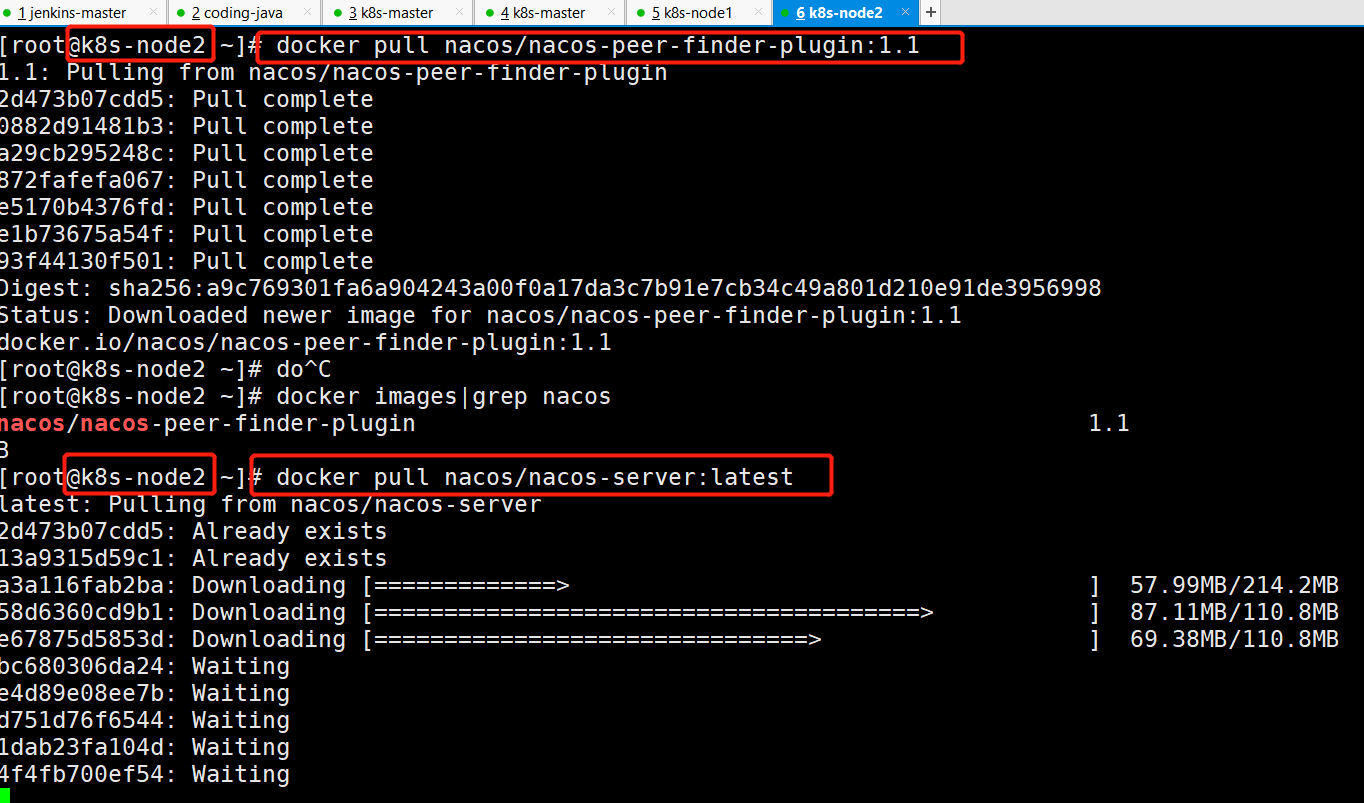 1 jenkins-master × 2 coding-java × 3 k8s-master × 4 k8s-master × 5 k8s-node1 × 6 k8s-node2 × +
[root@k8s-node2 ~]# docker pull nacos/nacos-peer-finder-plugin:1.1
1.1: Pulling from nacos/nacos-peer-finder-plugin
2d473b07cdd5: Pull complete
0882d91481b3: Pull complete
a29cb295248c: Pull complete
872fafefa067: Pull complete
e5170b4376fd: Pull complete
e1b73675a54f: Pull complete
93f44130f501: Pull complete
Digest: sha256:a9c769301fa6a904243a00f0a17da3c7b91e7cb34c49a801d210e91de3956998
Status: Downloaded newer image for nacos/nacos-peer-finder-plugin:1.1
docker.io/nacos/nacos-peer-finder-plugin:1.1
[root@k8s-node2 ~]# do^C
[root@k8s-node2 ~]# docker images|grep nacos
nacos/nacos-peer-finder-plugin 1.1
B
[root@k8s-node2 ~]# docker pull nacos/nacos-server:latest
latest: Pulling from nacos/nacos-server
2d473b07cdd5: Already exists
13a9315d59c1: Already exists
a3a116fab2ba: Downloading [=============> ] 57.99MB/214.2MB
58d6360cd9b1: Downloading [=======================================> ] 87.11MB/110.8MB
e67875d5853d: Downloading [===============================> ] 69.38MB/110.8MB
bc680306da24: Waiting
e4d89e08ee7b: Waiting
d751d76f6544: Waiting
1dab23fa104d: Waiting
4f4fb700ef54: Waiting